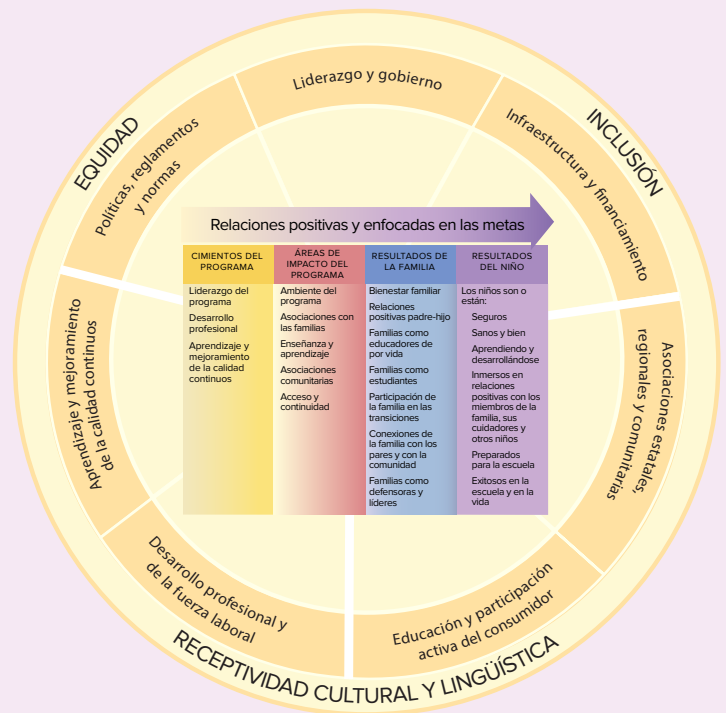 EQUIDAD
INCLUSIÓN
RECEPTIVIDAD CULTURAL Y LINGÜÍSTICA
Liderazgo y gobierno
Infraestructura y financiamiento
Asociaciones estatales,
regionales y comunitarias
Educación y participación
activa del consumidor
Desarrollo profesional y
de la fuerza laboral
Aprendizaje y mejoramiento
de la calidad continuos
Políticas, reglamentos
y normas
Relaciones positivas y enfocadas en las metas
CIMIENTOS DEL
PROGRAMA
Liderazgo del
programa
Desarrollo
profesional
Aprendizaje y
mejoramiento
de la calidad
continuos
ÁREAS DE
IMPACTO DEL
PROGRAMA
Ambiente del
programa
Asociaciones con
las familias
Enseñanza y
aprendizaje
Asociaciones
comunitarias
Acceso y
continuidad
RESULTADOS DE
LA FAMILIA
Bienestar familiar
Relaciones
positivas padre-hijo
Familias como
educadores de
por vida
Familias como
estudiantes
Participación de
la familia en las
transiciones
Conexiones de
la familia con los
pares y con la
comunidad
Familias como
defensoras y
líderes
RESULTADOS
DEL NIÑO
Los niños son o
están:
Seguros
Sanos y bien
Aprendiendo y
desarrollándose
Inmersos en
relaciones
positivas con los
miembros de la
familia, sus
cuidadores y
otros niños
Preparados
para la escuela
Exitosos en la
escuela y en la
vida